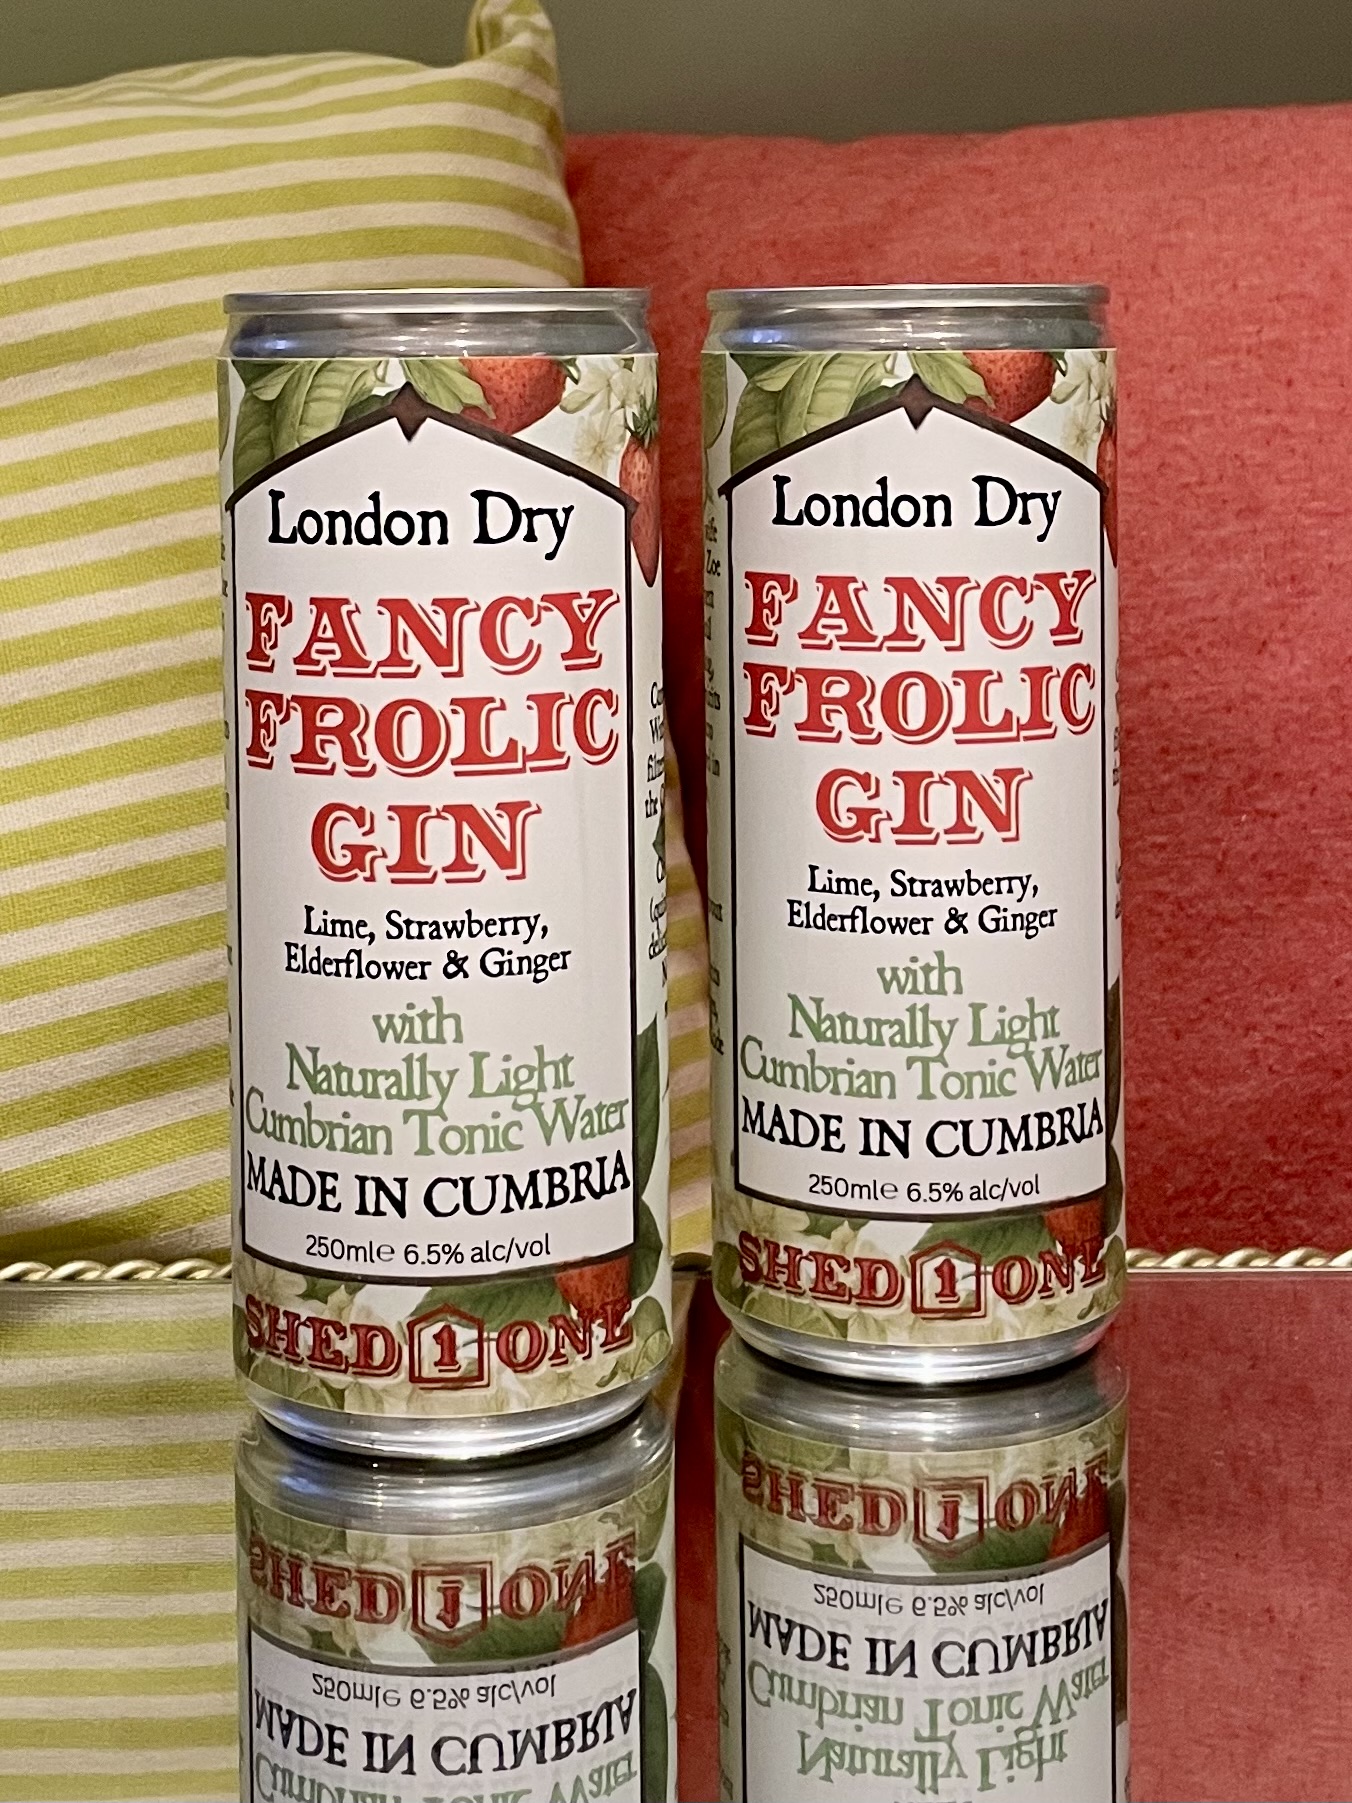 London Dry
FANCY
FROLIC
GIN
Lime, Strawberry,
Elderflower & Ginger
with
Naturally Light
Cumbrian Tonic Water
MADE IN CUMBRIA
250ml℮ 6.5% alc/vol
SHED 1 ONE
London Dry
FANCY
FROLIC
GIN
Lime, Strawberry,
Elderflower & Ginger
with
Naturally Light
Cumbrian Tonic Water
MADE IN CUMBRIA
250ml℮ 6.5% alc/vol
SHED 1 ONE